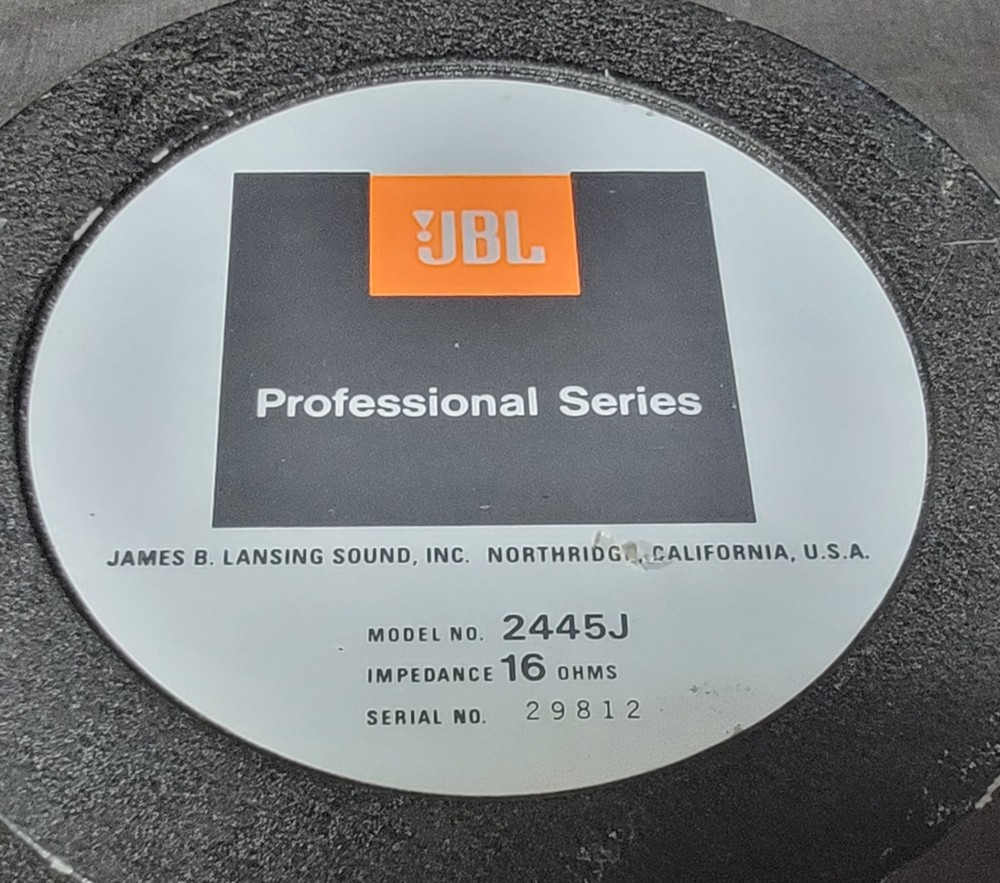 JBL
Professional Series
JAMES B. LANSING SOUND, INC. NORTHRIDGE, CALIFORNIA, U.S.A.
MODEL NO. 2445J
IMPEDANCE 16 OHMS
SERIAL NO. 29812